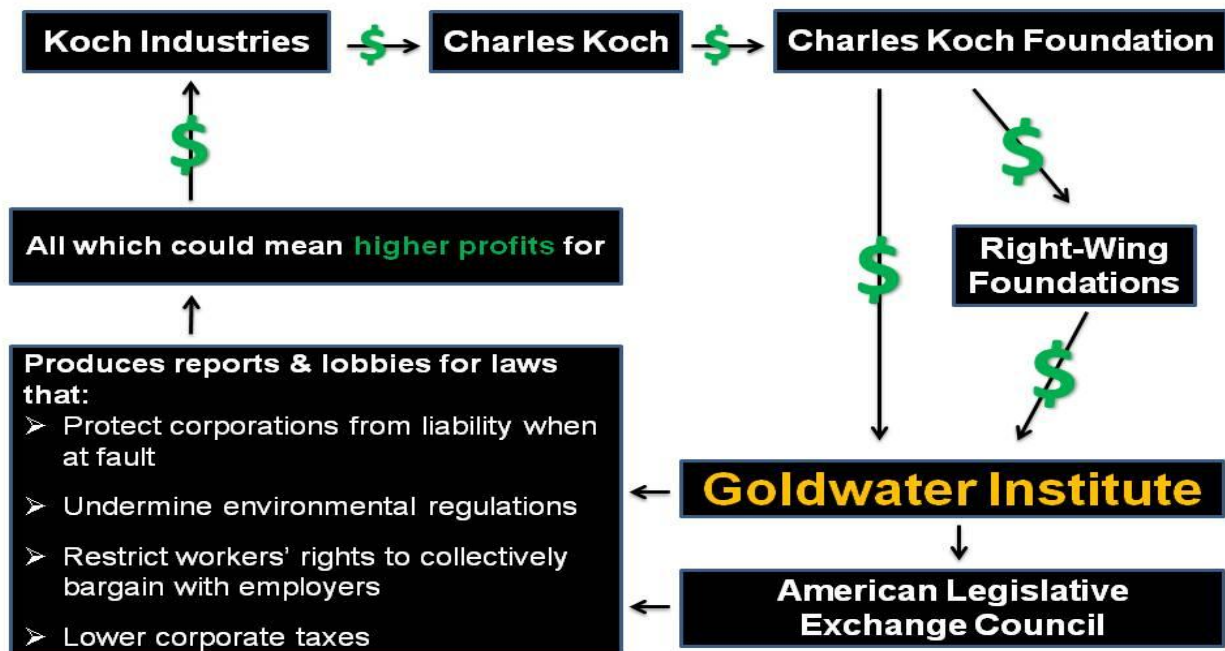 Koch Industries
$
Charles Koch
$
Charles Koch Foundation
$
$
$
$
All which could mean higher profits for
Right-Wing
Foundations
Produces reports & lobbies for laws
that:
➢ Protect corporations from liability when
at fault
➢ Undermine environmental regulations
➢ Restrict workers’ rights to collectively
bargain with employers
➢ Lower corporate taxes
Goldwater Institute
American Legislative
Exchange Council